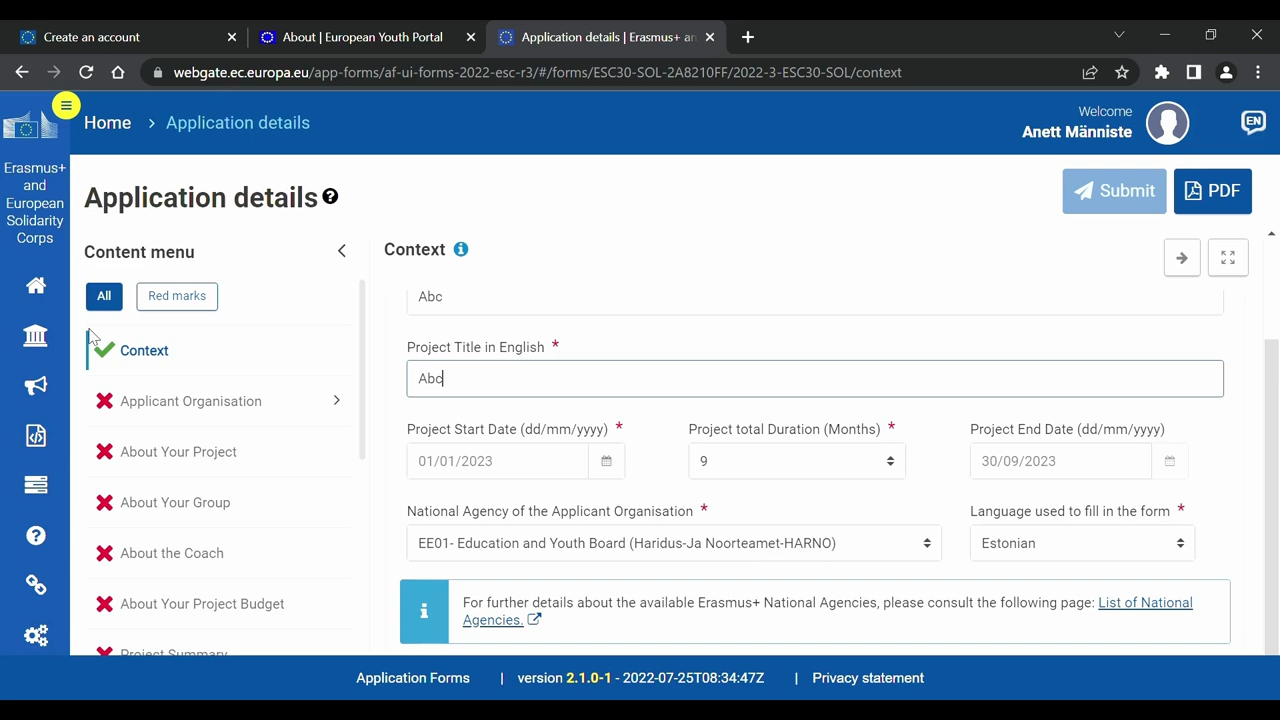 Create an account
About | European Youth Portal
Application details | Erasmus+ an
webgate.ec.europa.eu/app-forms/af-ui-forms-2022-esc-r3/#/forms/ESC30-SOL-2A8210FF/2022-3-ESC30-SOL/context
Home > Application details
Welcome
Anett Männiste
EN
Erasmus+
and
European
Solidarity
Corps
Application details
Submit
PDF
Content menu
All
Red marks
Context
Applicant Organisation
About Your Project
About Your Group
About the Coach
About Your Project Budget
Project Summary
Context
Abc
Project Title in English *
Abc
Project Start Date (dd/mm/yyyy) *
Project total Duration (Months) *
Project End Date (dd/mm/yyyy)
01/01/2023
9
30/09/2023
National Agency of the Applicant Organisation *
Language used to fill in the form *
EE01- Education and Youth Board (Haridus-Ja Noorteamet-HARNO)
Estonian
For further details about the available Erasmus+ National Agencies, please consult the following page: List of National
Agencies.
Application Forms | version 2.1.0-1 - 2022-07-25T08:34:47Z | Privacy statement